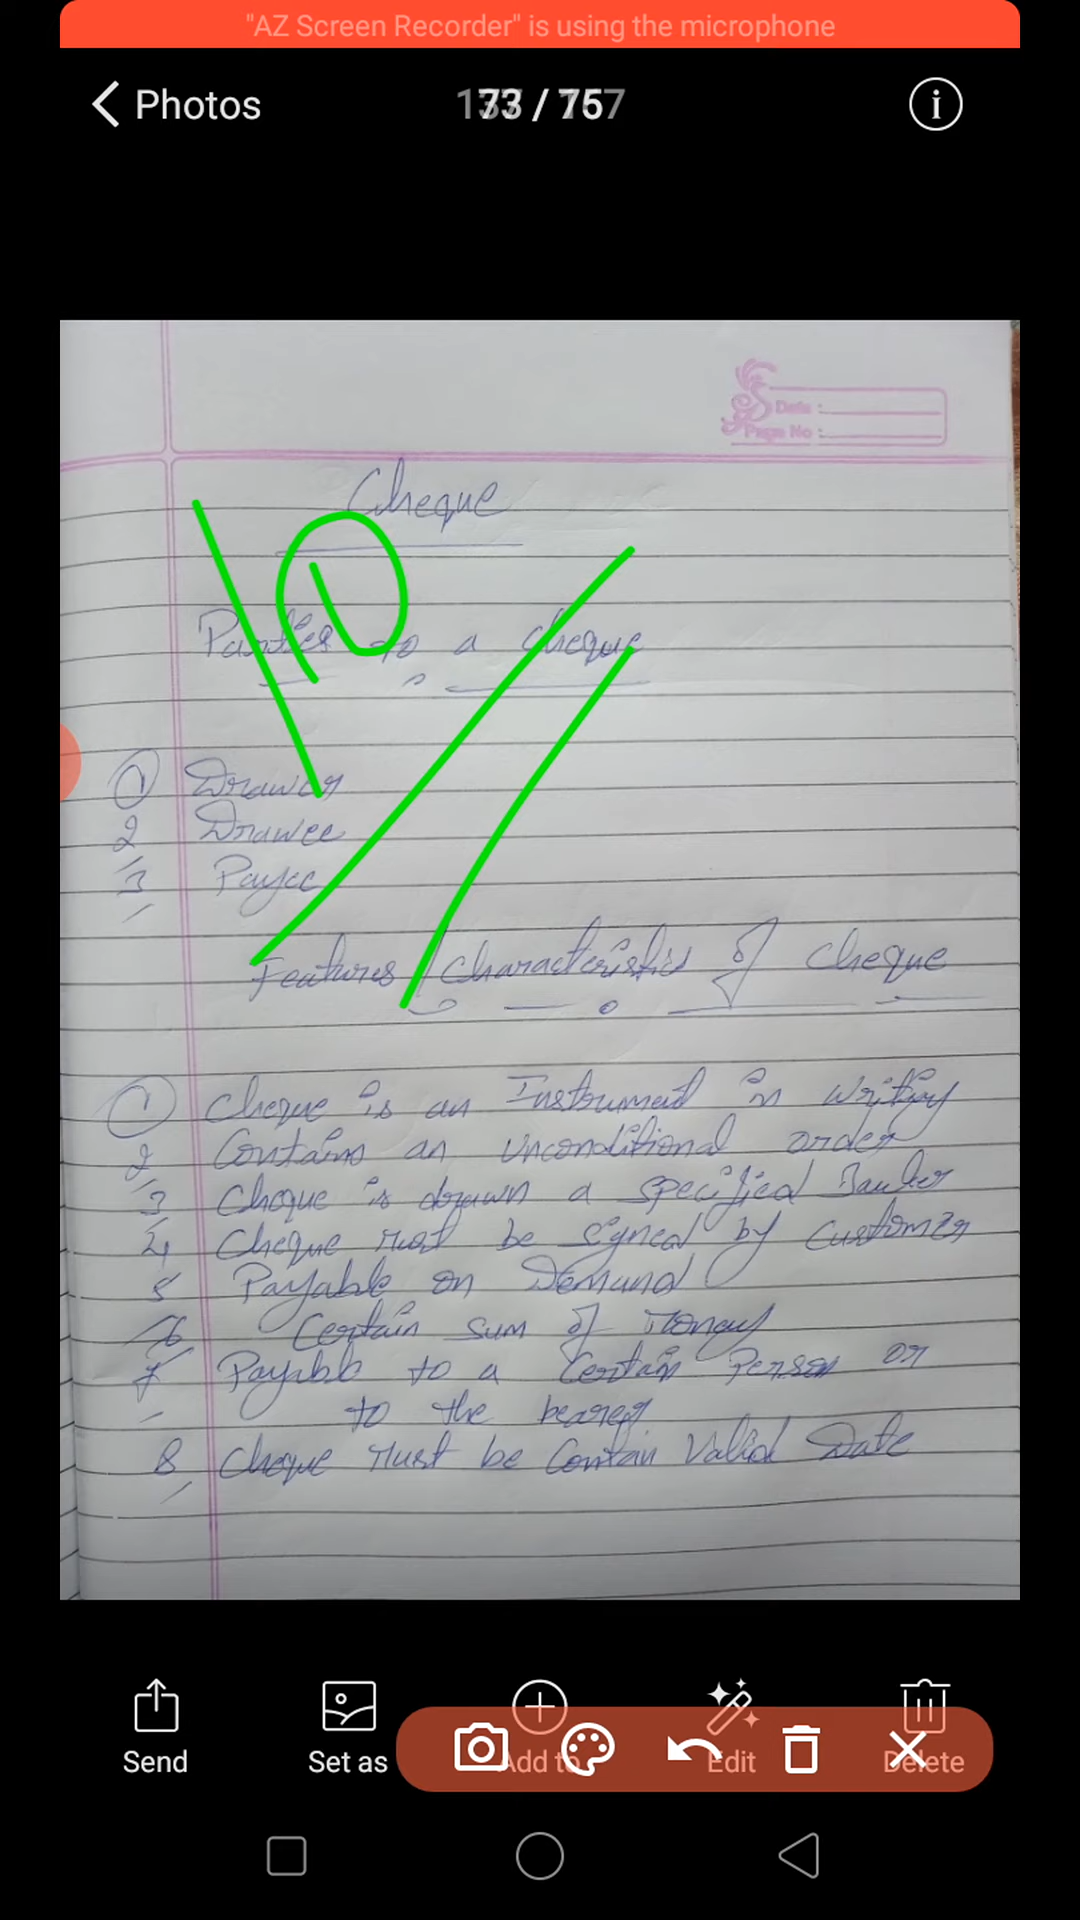 "AZ Screen Recorder" is using the microphone
Photos
73 / 75
Date :
Page No :
Cheque
Parties to a cheque
1 Drawer
2 Drawee
3 Payee
Features / Characteristics of cheque
1 Cheque is an Instrument in writing
2 Contains an unconditional order
3 Cheque is drawn a specified Banker
4 Cheque must be signed by customer
5 Payable on Demand
6 Certain sum of money
7 Payable to a certain person or
to the bearer
8 Cheque must be contain valid Date
Send
Set as
Add to
Edit
Delete